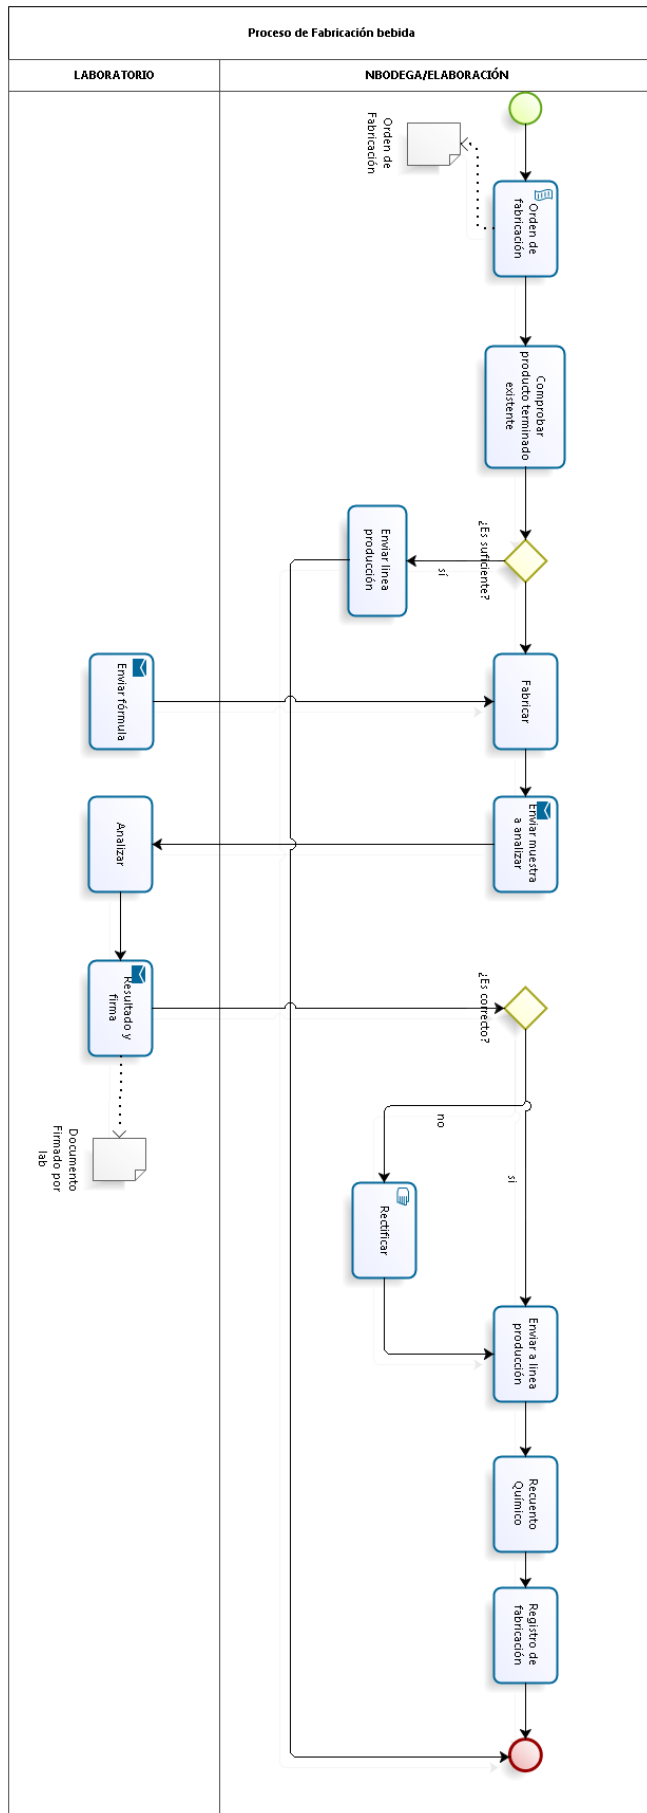 Proceso de Fabricación bebida
LABORATORIO
NBODEGA/ELABORACIÓN
Orden de
Fabricación
Orden de
fabricación
Comprobar
producto terminado
existente
¿Es suficiente?
sí
Enviar linea
producción
Enviar fórmula
Fabricar
Enviar muestra
a analizar
Analizar
Resultado y
firma
¿Es correcto?
Documento
Firmado por
lab
no
si
Rectificar
Enviar a linea
producción
Recuento
Químico
Registro de
fabricación